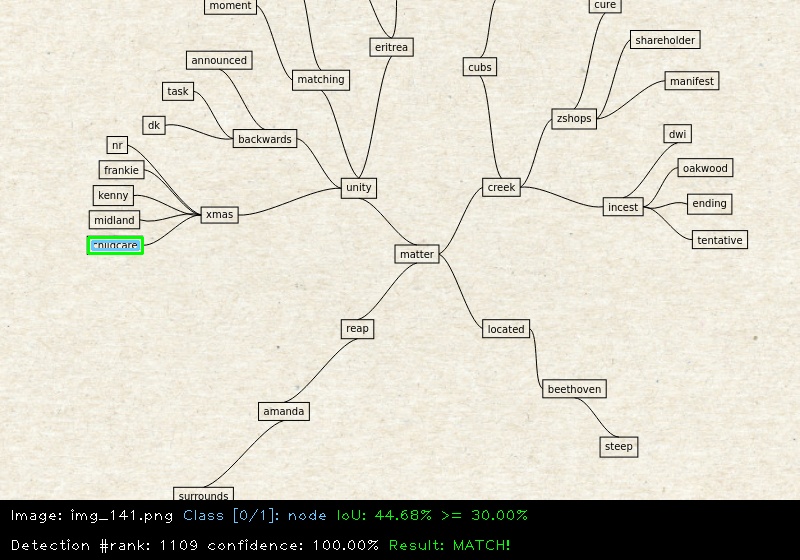 moment
cure
shareholder
eritrea
announced
cubs
matching
manifest
task
zshops
dk
dwi
backwards
nr
frankie
oakwood
unity
creek
kenny
ending
incest
xmas
midland
tentative
childcare
matter
reap
located
beethoven
amanda
steep
surrounds
Image: img_141.png Class [0/1]: node IoU: 44.68% >= 30.00%
Detection #rank: 1109 confidence: 100.00% Result: MATCH!